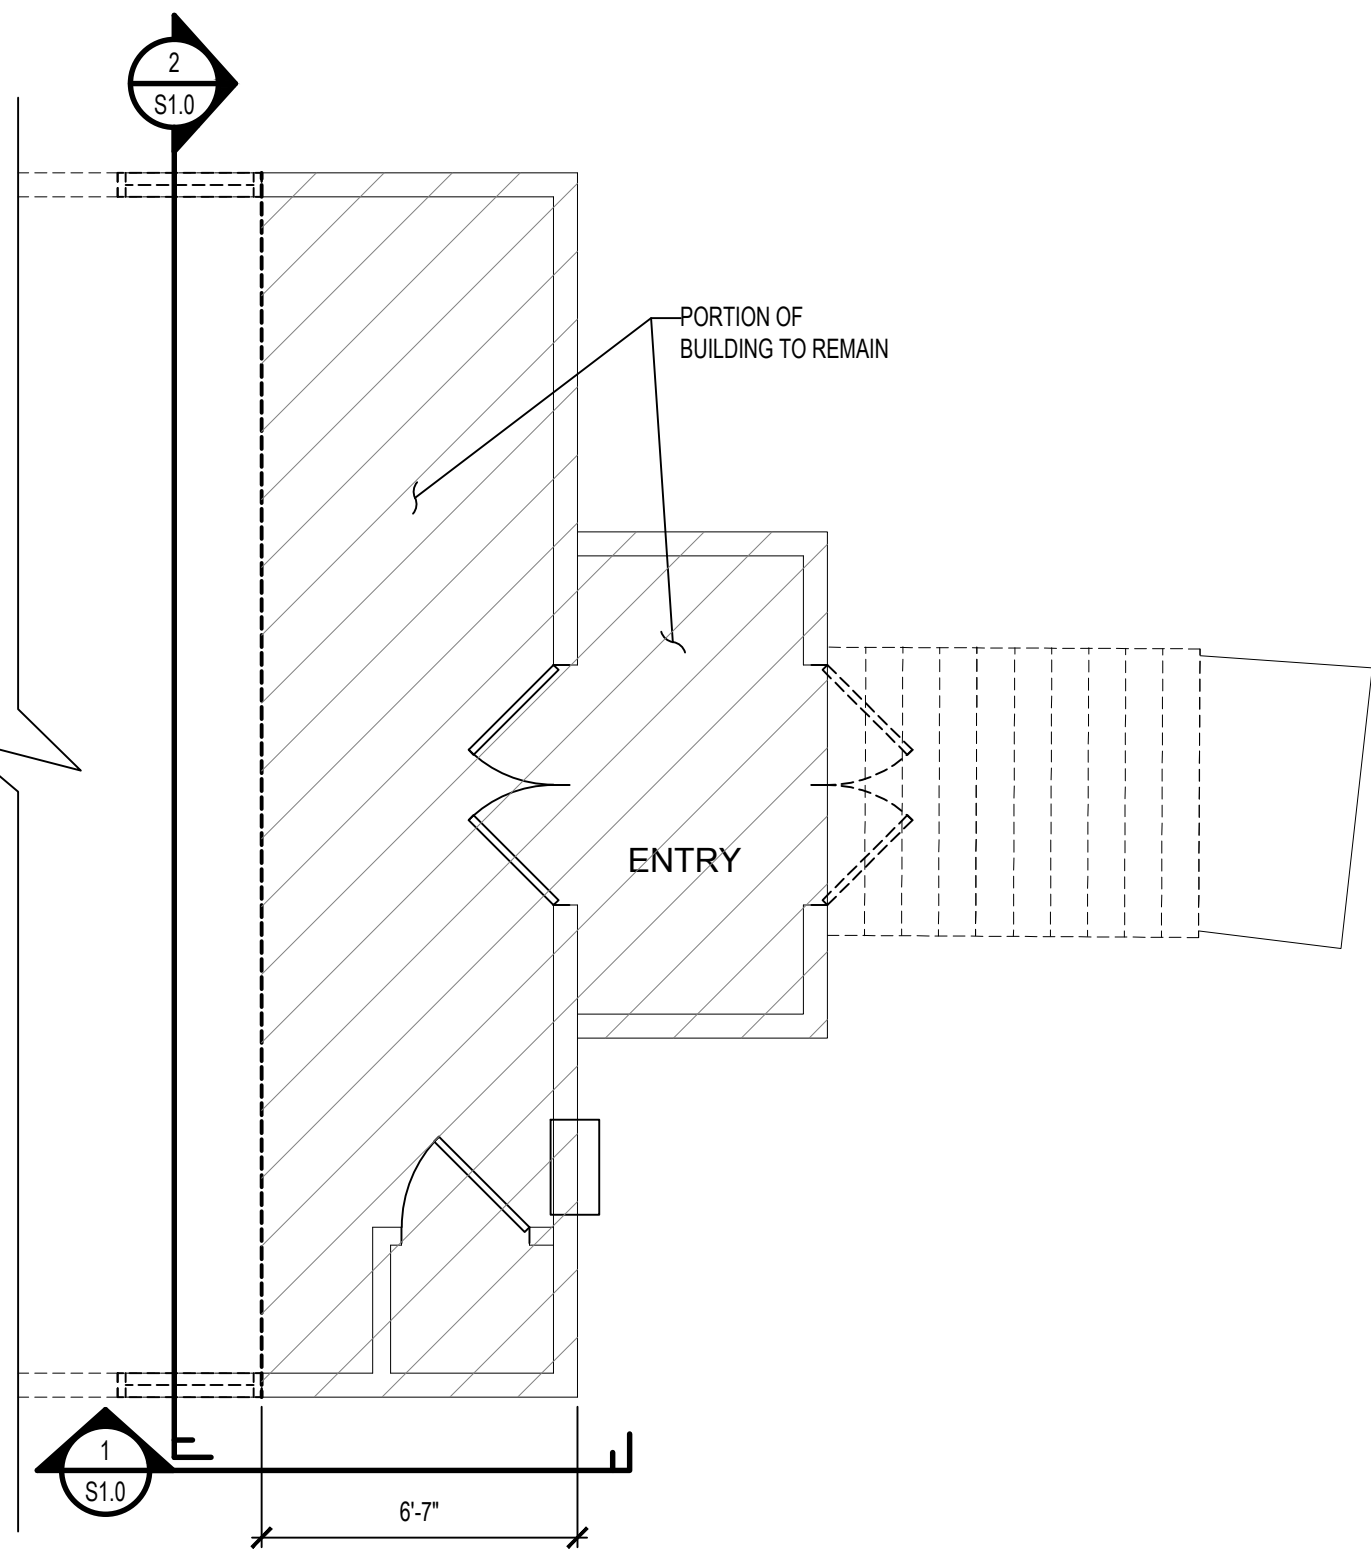 2
S1.0
PORTION OF
BUILDING TO REMAIN
ENTRY
1
S1.0
6'-7"